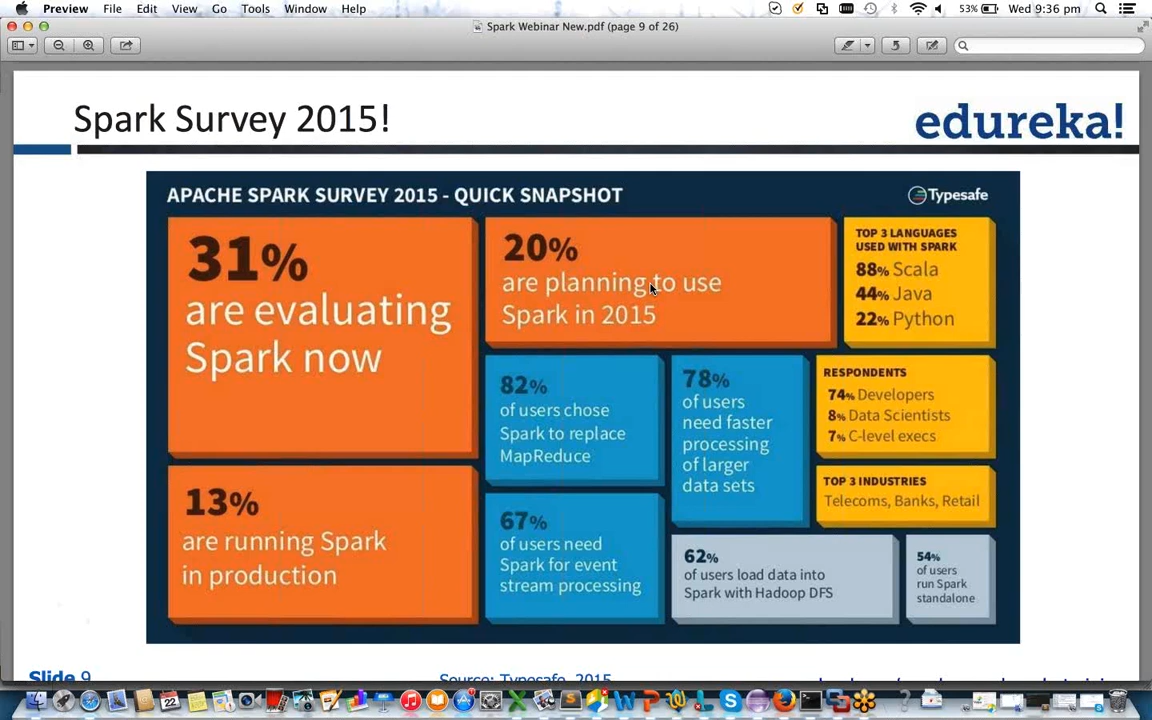 Preview File Edit View Go Tools Window Help 53% Wed 9:36 pm
Spark Webinar New.pdf (page 9 of 26)
Spark Survey 2015!
edureka!
APACHE SPARK SURVEY 2015 - QUICK SNAPSHOT
Typesafe
31%
are evaluating
Spark now
20%
are planning to use
Spark in 2015
TOP 3 LANGUAGES
USED WITH SPARK
88% Scala
44% Java
22% Python
82%
of users chose
Spark to replace
MapReduce
78%
of users
need faster
processing
of larger
data sets
RESPONDENTS
74% Developers
8% Data Scientists
7% C-level execs
TOP 3 INDUSTRIES
Telecoms, Banks, Retail
13%
are running Spark
in production
67%
of users need
Spark for event
stream processing
62%
of users load data into
Spark with Hadoop DFS
54%
of users
run Spark
standalone
Slide 9
Source: Typesafe, 2015
22